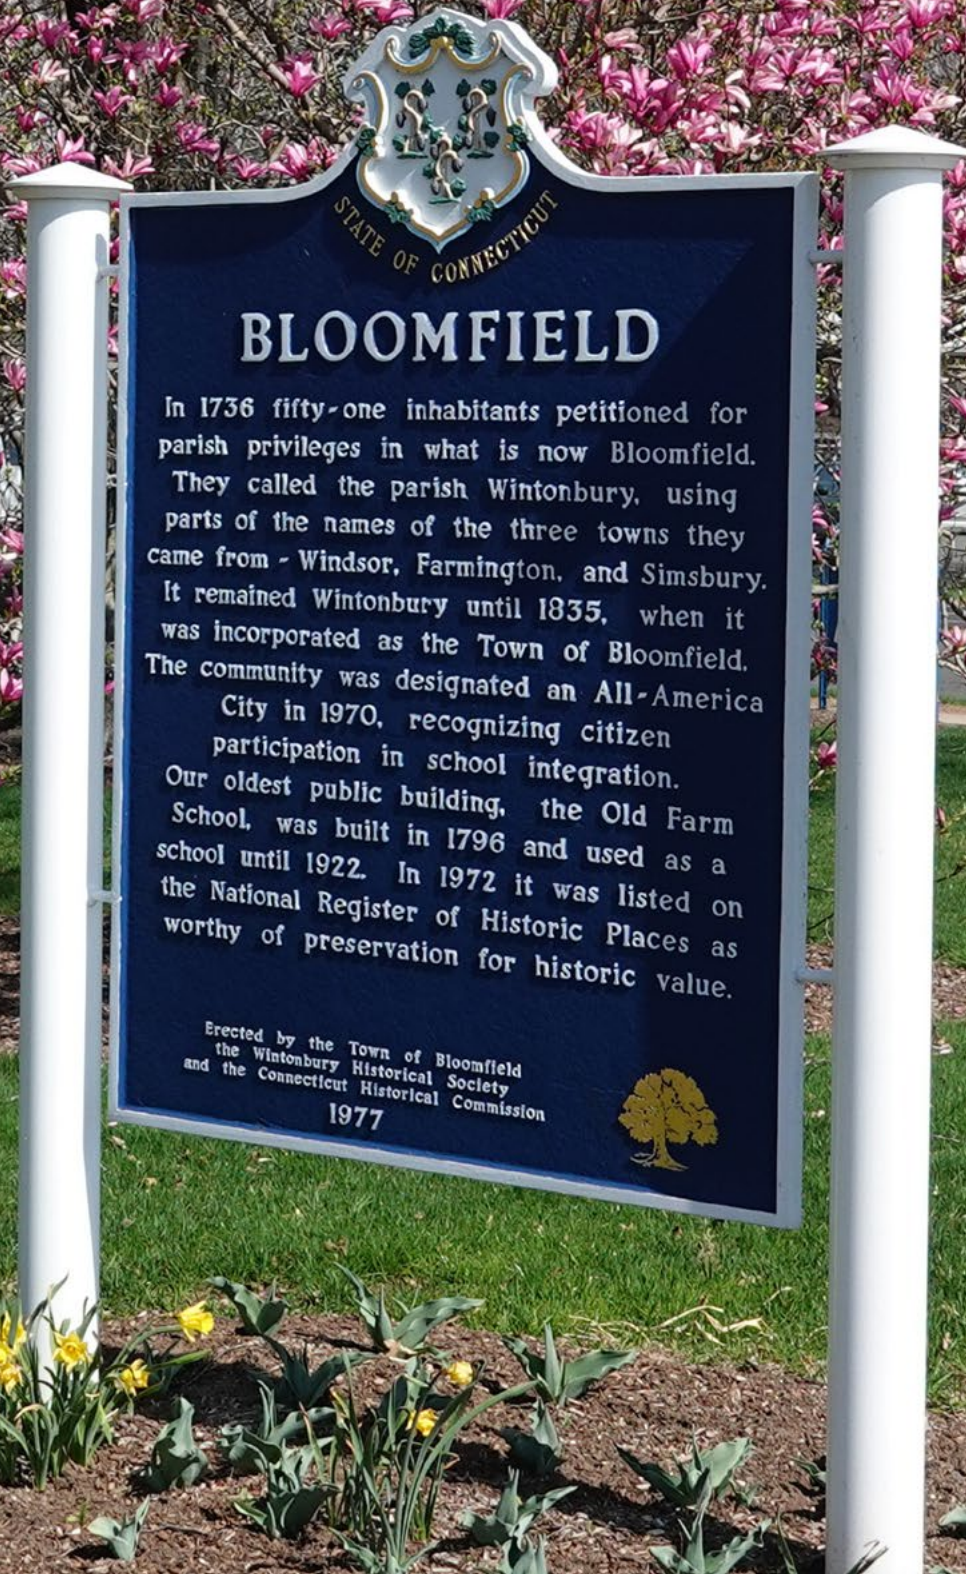 STATE OF CONNECTICUT
BLOOMFIELD
In 1736 fifty-one inhabitants petitioned for
parish privileges in what is now Bloomfield.
They called the parish Wintonbury, using
parts of the names of the three towns they
came from - Windsor, Farmington, and Simsbury.
It remained Wintonbury until 1835, when it
was incorporated as the Town of Bloomfield.
The community was designated an All-America
City in 1970, recognizing citizen
participation in school integration.
Our oldest public building, the Old Farm
School, was built in 1796 and used as a
school until 1922. In 1972 it was listed on
the National Register of Historic Places as
worthy of preservation for historic value.
Erected by the Town of Bloomfield
the Wintonbury Historical Society
and the Connecticut Historical Commission
1977